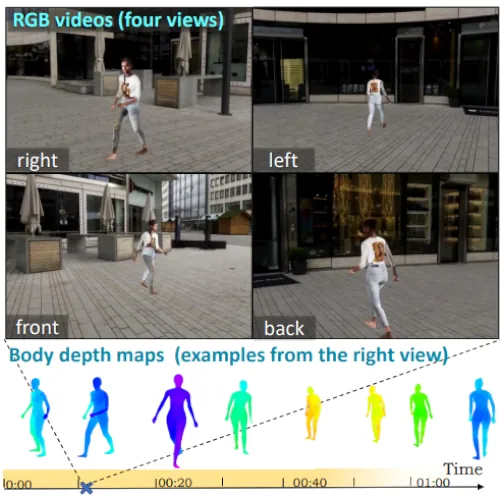 RGB videos (four views)
right
left
front
back
Body depth maps (examples from the right view)
Time
0:00
00:20
00:40
01:00